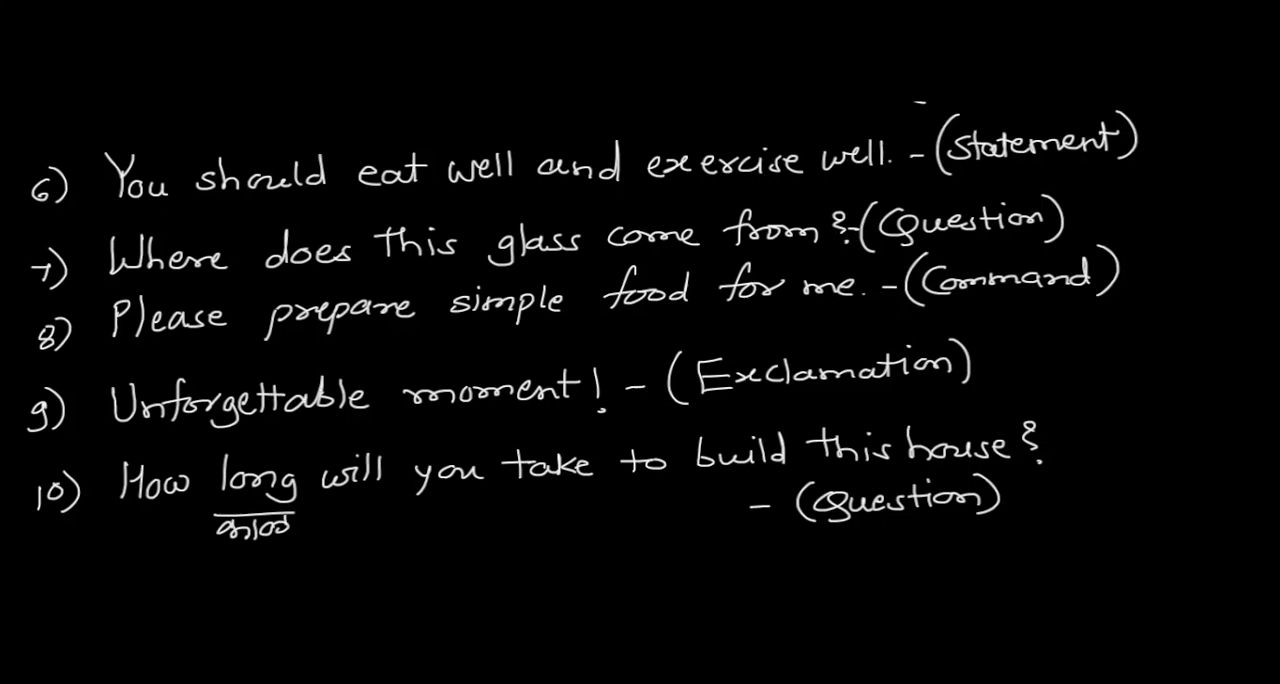 6) You should eat well and exercise well. - (Statement)
7) Where does this glass come from? - (Question)
8) Please prepare simple food for me. - (Command)
9) Unforgettable moment! - (Exclamation)
10) How long will you take to build this house?
- (Question)